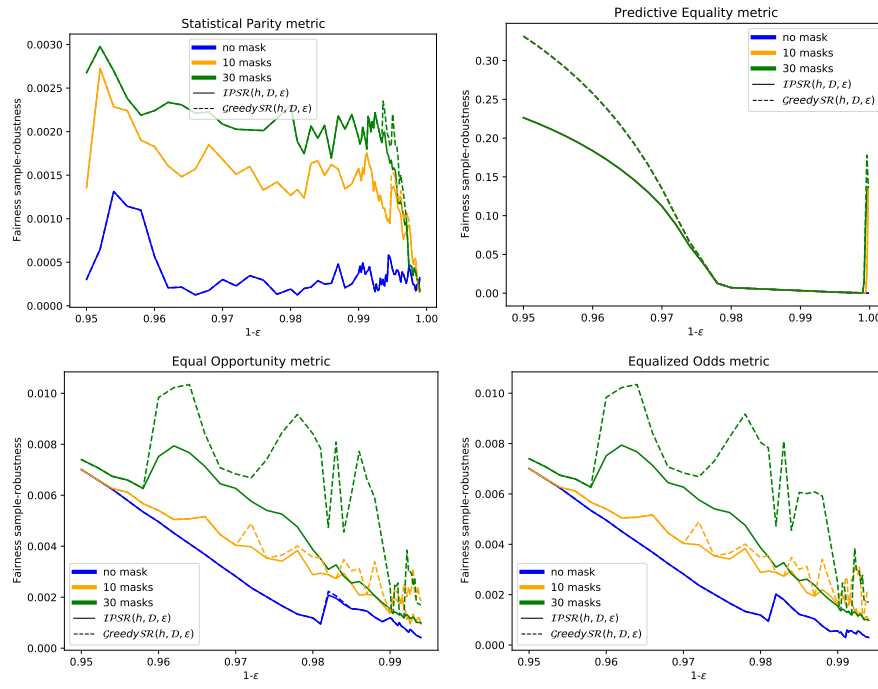 Statistical Parity metric
Fairness sample-robustness
0.0030
0.0025
0.0020
0.0015
0.0010
0.0005
0.0000
no mask
10 masks
30 masks
𝓘𝓟𝓢𝓡(h, 𝓓, ε)
𝓖reedy𝓢𝓡(h, 𝓓, ε)
0.95 0.96 0.97 0.98 0.99 1.00
1-ε
Predictive Equality metric
Fairness sample-robustness
0.30
0.25
0.20
0.15
0.10
0.05
0.00
no mask
10 masks
30 masks
𝓘𝓟𝓢𝓡(h, 𝓓, ε)
𝓖reedy𝓢𝓡(h, 𝓓, ε)
0.95 0.96 0.97 0.98 0.99 1.00
1-ε
Equal Opportunity metric
Fairness sample-robustness
0.010
0.008
0.006
0.004
0.002
0.000
no mask
10 masks
30 masks
𝓘𝓟𝓢𝓡(h, 𝓓, ε)
𝓖reedy𝓢𝓡(h, 𝓓, ε)
0.95 0.96 0.97 0.98 0.99
1-ε
Equalized Odds metric
Fairness sample-robustness
0.010
0.008
0.006
0.004
0.002
0.000
no mask
10 masks
30 masks
𝓘𝓟𝓢𝓡(h, 𝓓, ε)
𝓖reedy𝓢𝓡(h, 𝓓, ε)
0.95 0.96 0.97 0.98 0.99
1-ε